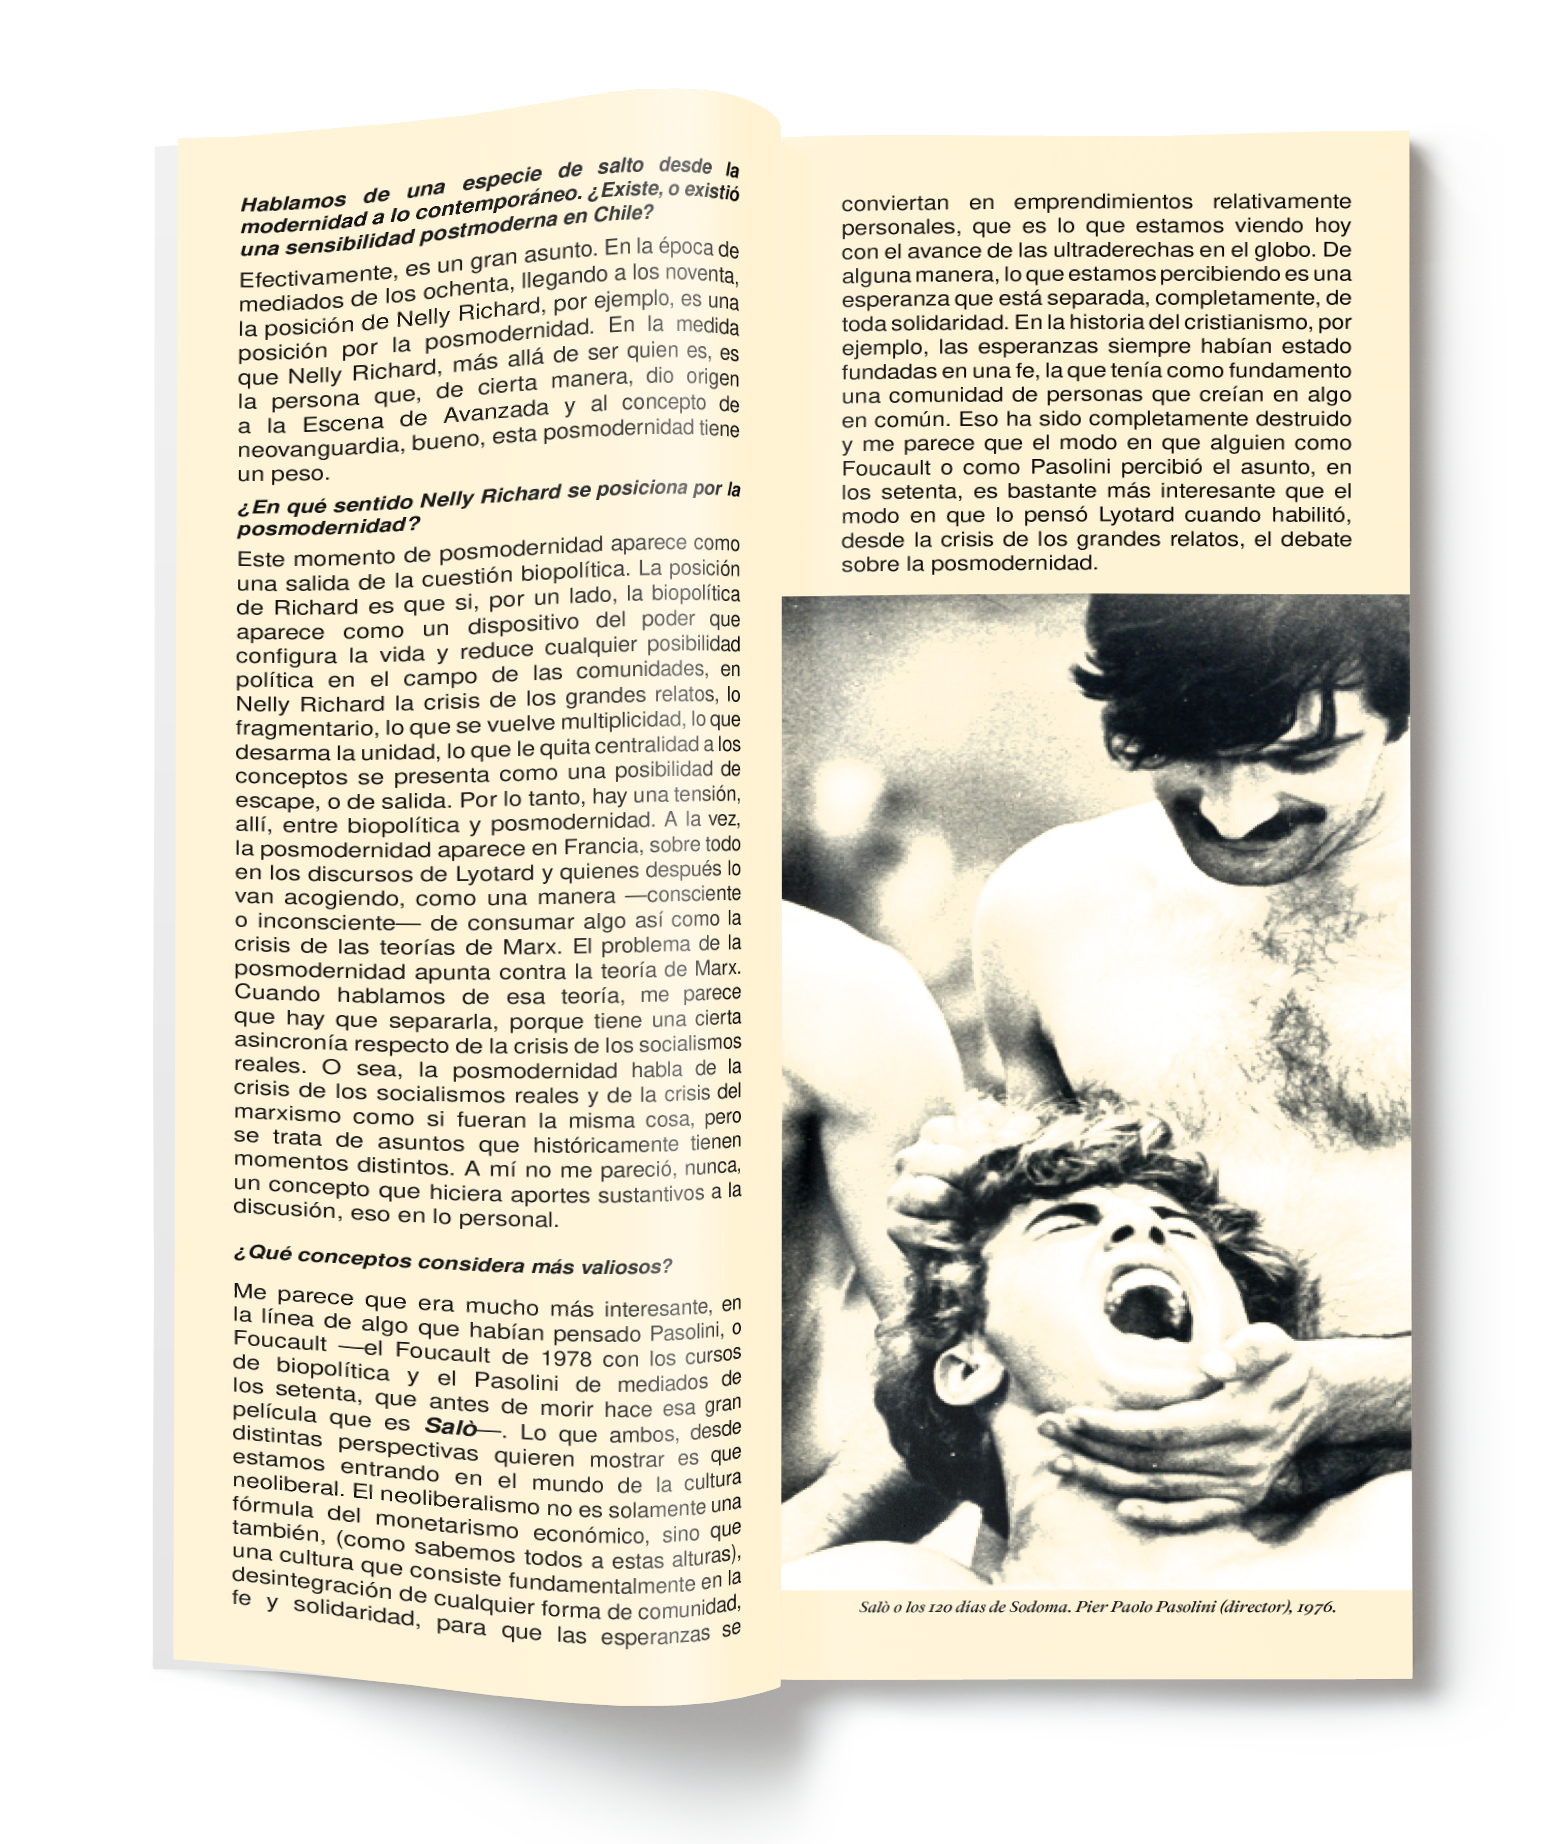 Hablamos de una especie de salto desde la
modernidad a lo contemporáneo. ¿Existe, o existió
una sensibilidad postmoderna en Chile?
Efectivamente, es un gran asunto. En la época de
mediados de los ochenta, llegando a los noventa,
la posición de Nelly Richard, por ejemplo, es una
posición por la posmodernidad. En la medida
que Nelly Richard, más allá de ser quien es, es
la persona que, de cierta manera, dio origen
a la Escena de Avanzada y al concepto de
neovanguardia, bueno, esta posmodernidad tiene
un peso.
¿En qué sentido Nelly Richard se posiciona por la
posmodernidad?
Este momento de posmodernidad aparece como
una salida de la cuestión biopolítica. La posición
de Richard es que si, por un lado, la biopolítica
aparece como un dispositivo del poder que
configura la vida y reduce cualquier posibilidad
política en el campo de las comunidades, en
Nelly Richard la crisis de los grandes relatos, lo
fragmentario, lo que se vuelve multiplicidad, lo que
desarma la unidad, lo que le quita centralidad a los
conceptos se presenta como una posibilidad de
escape, o de salida. Por lo tanto, hay una tensión,
allí, entre biopolítica y posmodernidad. A la vez,
la posmodernidad aparece en Francia, sobre todo
en los discursos de Lyotard y quienes después lo
van acogiendo, como una manera —consciente
o inconsciente— de consumar algo así como la
crisis de las teorías de Marx. El problema de la
posmodernidad apunta contra la teoría de Marx.
Cuando hablamos de esa teoría, me parece
que hay que separarla, porque tiene una cierta
asincronía respecto de la crisis de los socialismos
reales. O sea, la posmodernidad habla de la
crisis de los socialismos reales y de la crisis del
marxismo como si fueran la misma cosa, pero
se trata de asuntos que históricamente tienen
momentos distintos. A mí no me pareció, nunca,
un concepto que hiciera aportes sustantivos a la
discusión, eso en lo personal.
¿Qué conceptos considera más valiosos?
Me parece que era mucho más interesante, en
la línea de algo que habían pensado Pasolini, o
Foucault —el Foucault de 1978 con los cursos
de biopolítica y el Pasolini de mediados de
los setenta, que antes de morir hace esa gran
película que es Salò—. Lo que ambos, desde
distintas perspectivas quieren mostrar es que
estamos entrando en el mundo de la cultura
neoliberal. El neoliberalismo no es solamente una
fórmula del monetarismo económico, sino que
también, (como sabemos todos a estas alturas),
una cultura que consiste fundamentalmente en la
desintegración de cualquier forma de comunidad,
fe y solidaridad, para que las esperanzas se
conviertan en emprendimientos relativamente
personales, que es lo que estamos viendo hoy
con el avance de las ultraderechas en el globo. De
alguna manera, lo que estamos percibiendo es una
esperanza que está separada, completamente, de
toda solidaridad. En la historia del cristianismo, por
ejemplo, las esperanzas siempre habían estado
fundadas en una fe, la que tenía como fundamento
una comunidad de personas que creían en algo
en común. Eso ha sido completamente destruido
y me parece que el modo en que alguien como
Foucault o como Pasolini percibió el asunto, en
los setenta, es bastante más interesante que el
modo en que lo pensó Lyotard cuando habilitó,
desde la crisis de los grandes relatos, el debate
sobre la posmodernidad.
Salò o los 120 días de Sodoma. Pier Paolo Pasolini (director), 1976.